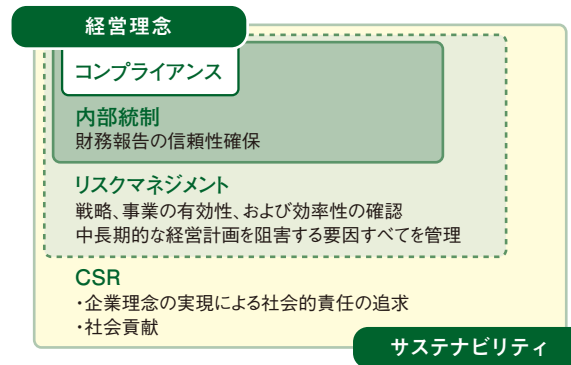 経営理念
コンプライアンス
内部統制
財務報告の信頼性確保
リスクマネジメント
戦略、事業の有効性、および効率性の確認
中長期的な経営計画を阻害する要因すべてを管理
CSR
・企業理念の実現による社会的責任の追求
・社会貢献
サステナビリティ